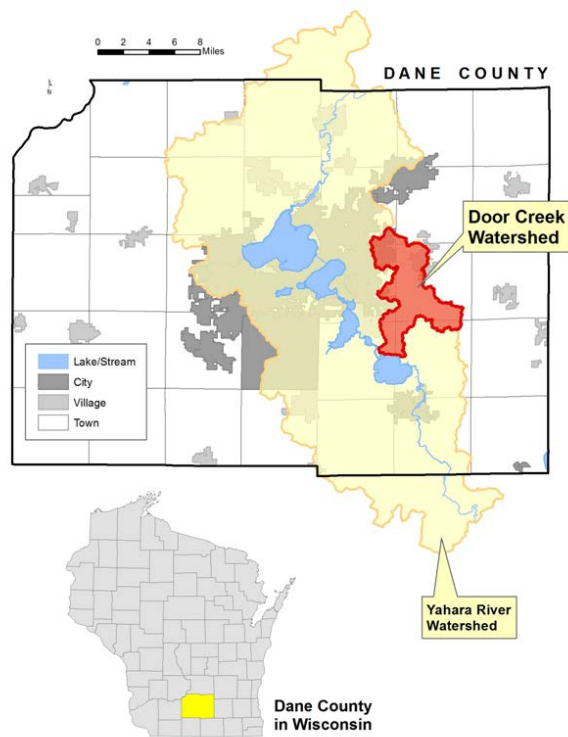 0 2 4 6 8
Miles
DANE COUNTY
Door Creek
Watershed
Lake/Stream
City
Village
Town
Yahara River
Watershed
Dane County
in Wisconsin